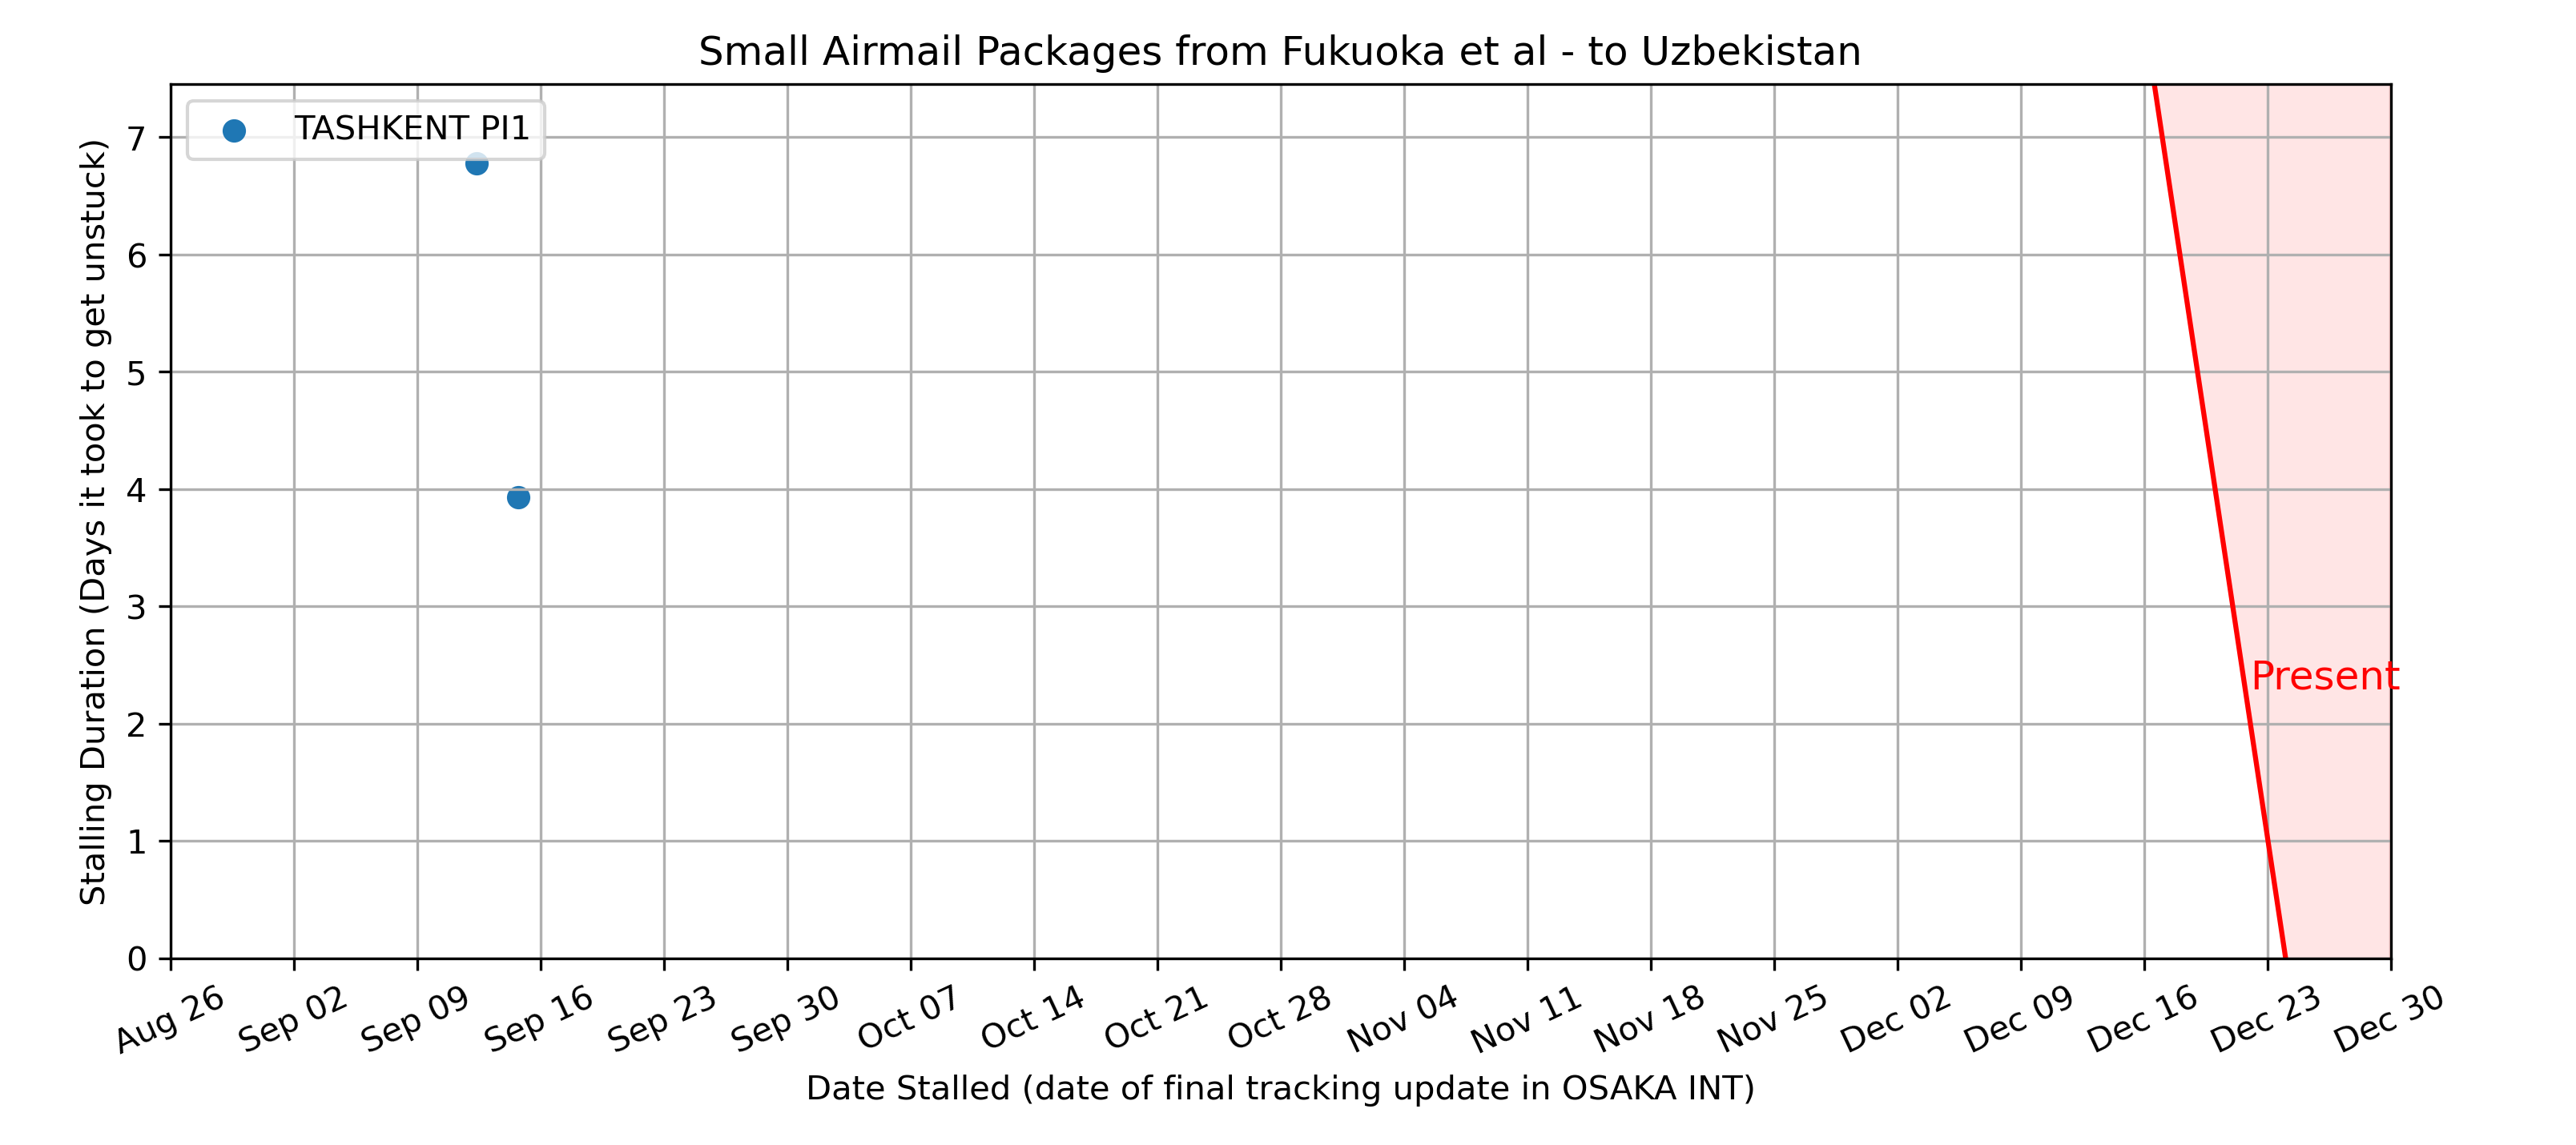 Small Airmail Packages from Fukuoka et al - to Uzbekistan
TASHKENT PI1
Stalling Duration (Days it took to get unstuck)
7
6
5
4
3
2
1
0
Present
Aug 26
Sep 02
Sep 09
Sep 16
Sep 23
Sep 30
Oct 07
Oct 14
Oct 21
Oct 28
Nov 04
Nov 11
Nov 18
Nov 25
Dec 02
Dec 09
Dec 16
Dec 23
Dec 30
Date Stalled (date of final tracking update in OSAKA INT)